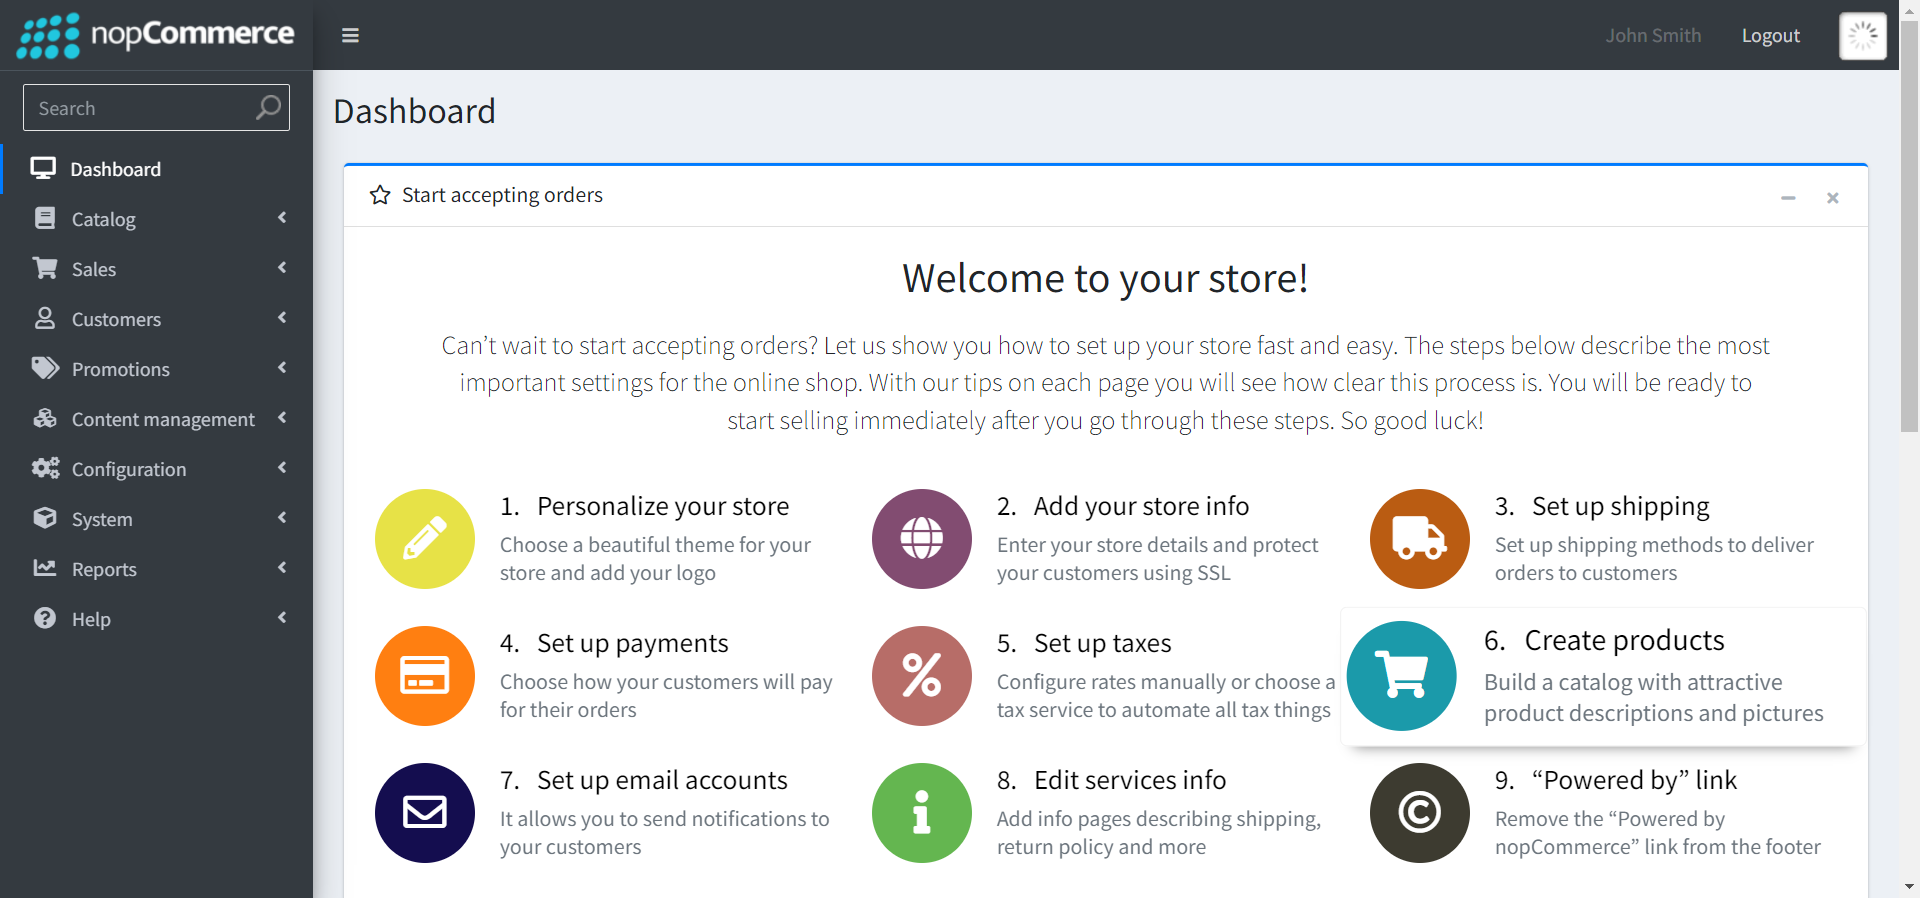 nopCommerce
John Smith
Logout
Search
Dashboard
Catalog
Sales
Customers
Promotions
Content management
Configuration
System
Reports
Help
Dashboard
Start accepting orders
Welcome to your store!
Can’t wait to start accepting orders? Let us show you how to set up your store fast and easy. The steps below describe the most
important settings for the online shop. With our tips on each page you will see how clear this process is. You will be ready to
start selling immediately after you go through these steps. So good luck!
1. Personalize your store
Choose a beautiful theme for your
store and add your logo
2. Add your store info
Enter your store details and protect
your customers using SSL
3. Set up shipping
Set up shipping methods to deliver
orders to customers
4. Set up payments
Choose how your customers will pay
for their orders
5. Set up taxes
Configure rates manually or choose a
tax service to automate all tax things
6. Create products
Build a catalog with attractive
product descriptions and pictures
7. Set up email accounts
It allows you to send notifications to
your customers
8. Edit services info
Add info pages describing shipping,
return policy and more
9. “Powered by” link
Remove the “Powered by
nopCommerce” link from the footer